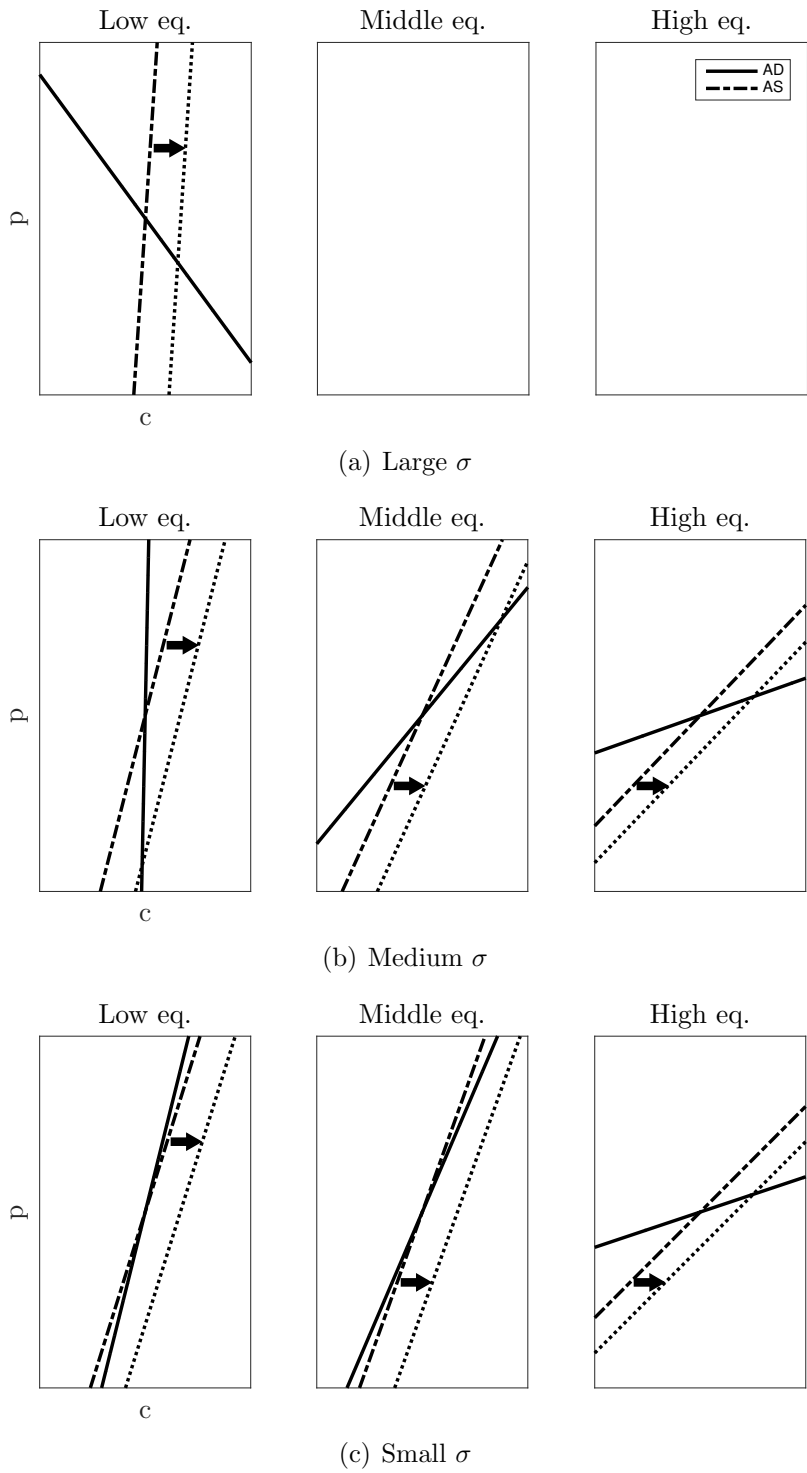 Low eq.
Middle eq.
High eq.
AD
AS
p
c
(a) Large σ
Low eq.
Middle eq.
High eq.
p
c
(b) Medium σ
Low eq.
Middle eq.
High eq.
p
c
(c) Small σ